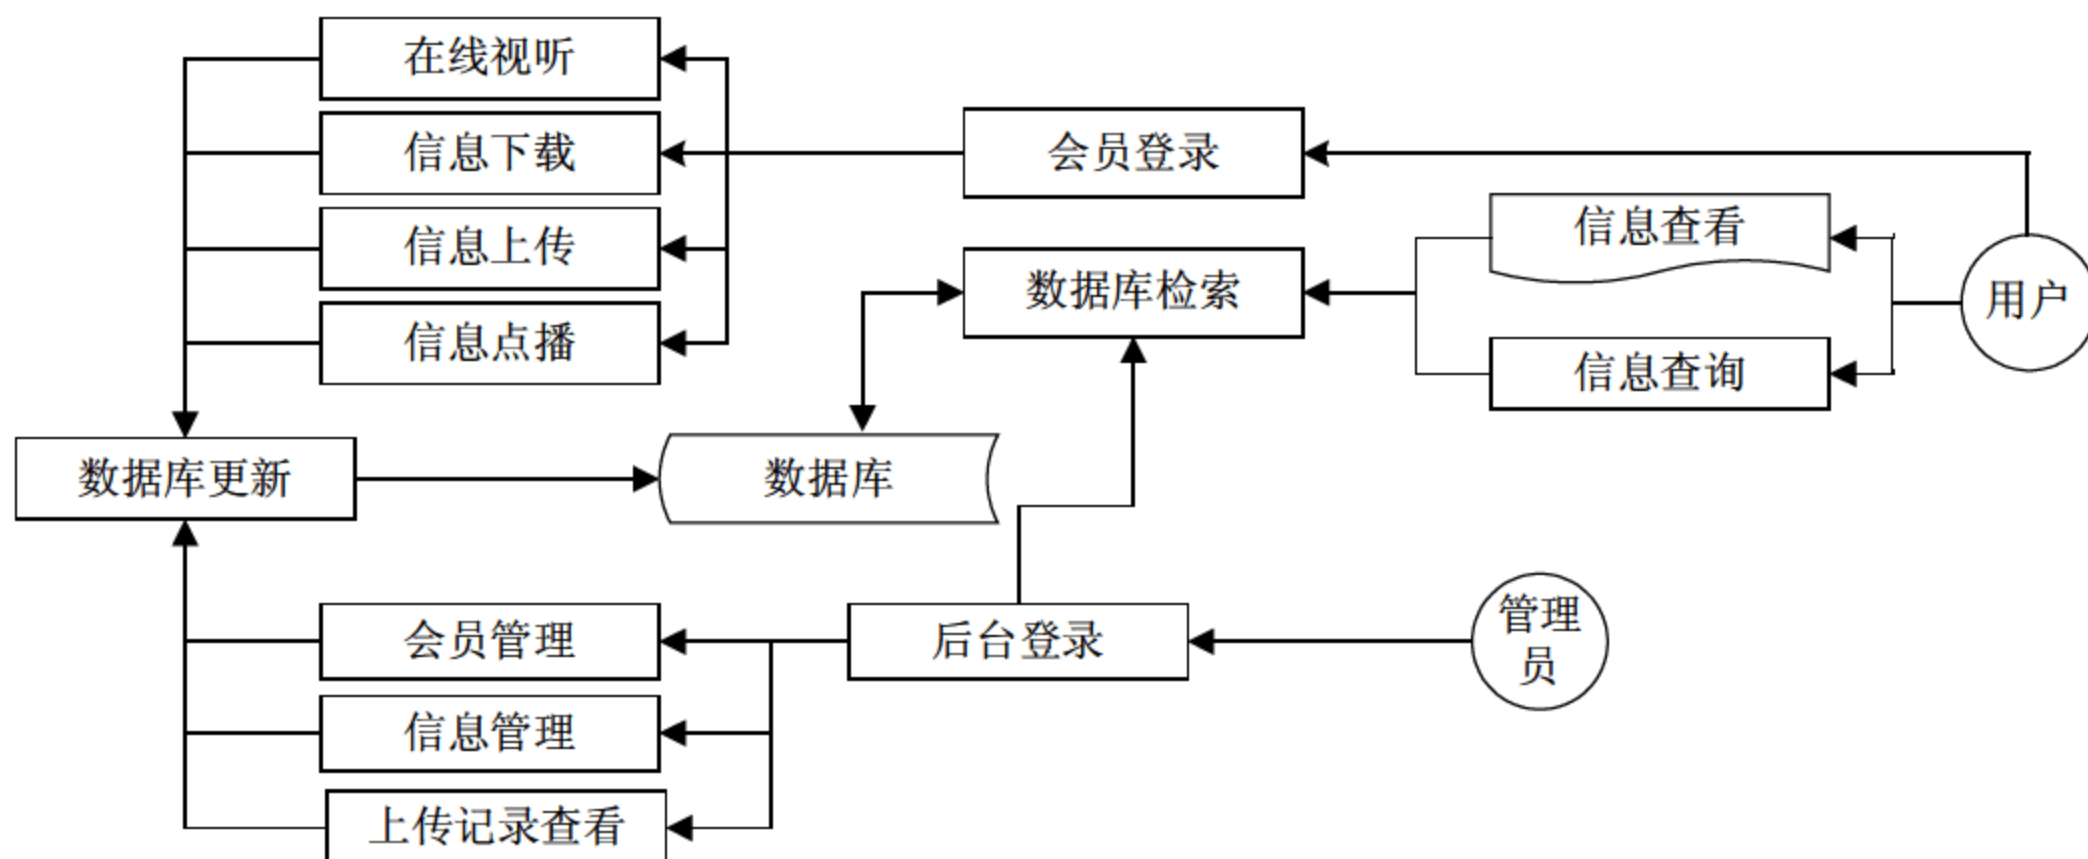 在线视听
信息下载
会员登录
信息查看
信息上传
数据库检索
用户
信息点播
信息查询
数据库更新
数据库
会员管理
后台登录
管理
员
信息管理
上传记录查看